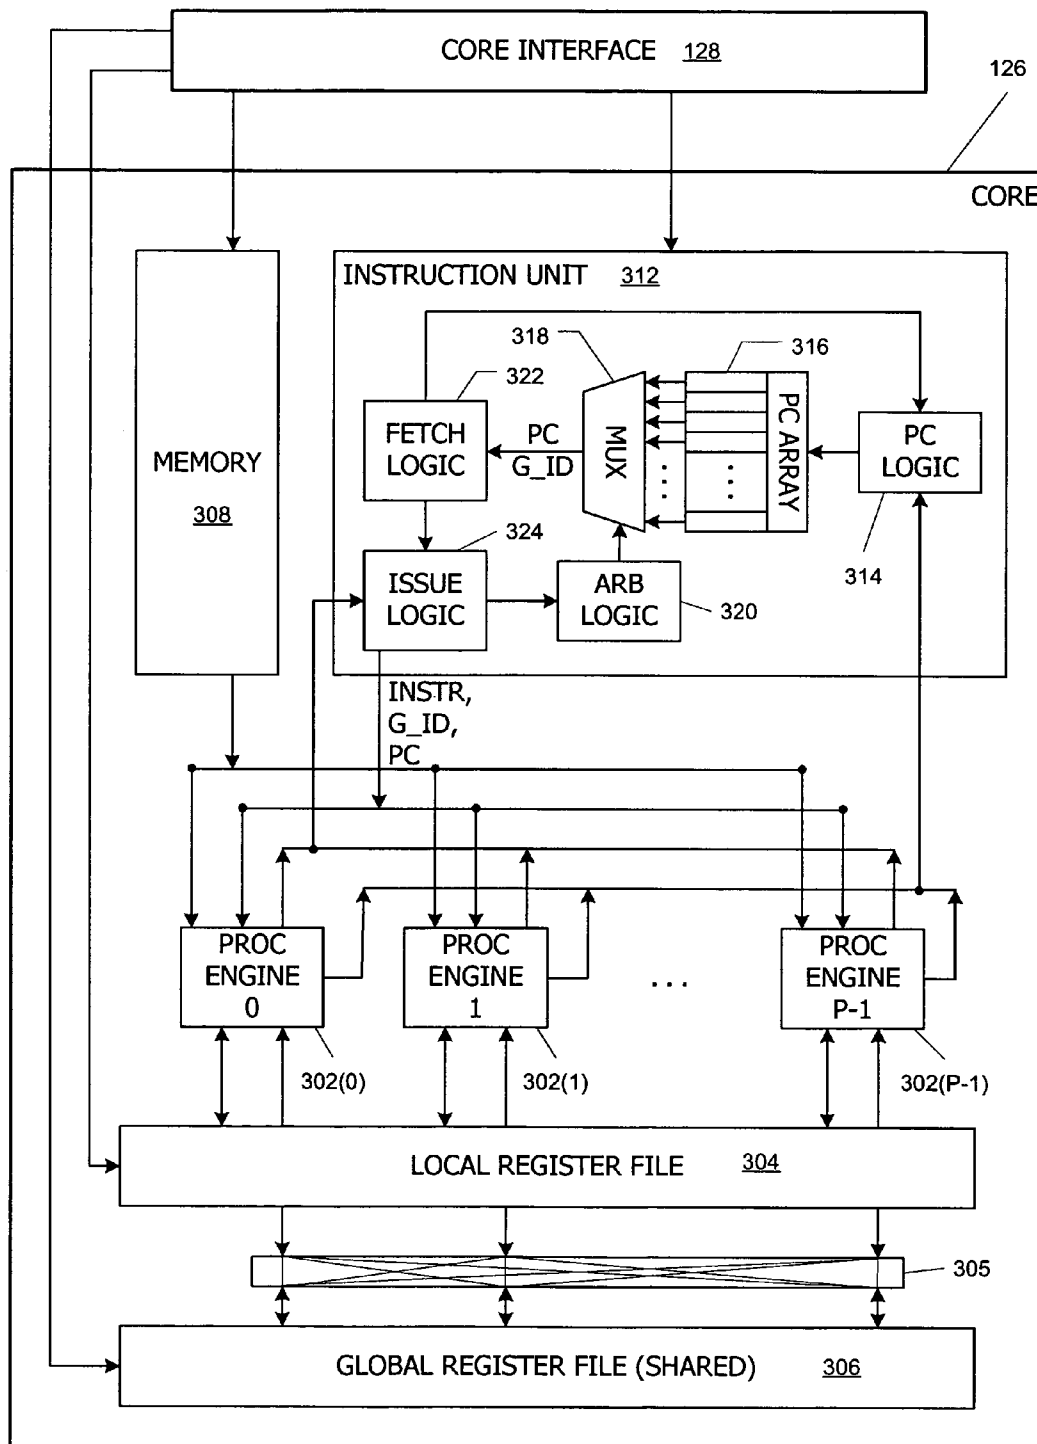 CORE INTERFACE 128
126
CORE
INSTRUCTION UNIT 312
318
316
322
FETCH
LOGIC
PC
G_ID
MUX
PC ARRAY
PC
LOGIC
MEMORY
308
324
314
ISSUE
LOGIC
ARB
LOGIC
320
INSTR,
G_ID,
PC
PROC
ENGINE
0
PROC
ENGINE
1
...
PROC
ENGINE
P-1
302(0)
302(1)
302(P-1)
LOCAL REGISTER FILE 304
305
GLOBAL REGISTER FILE (SHARED) 306